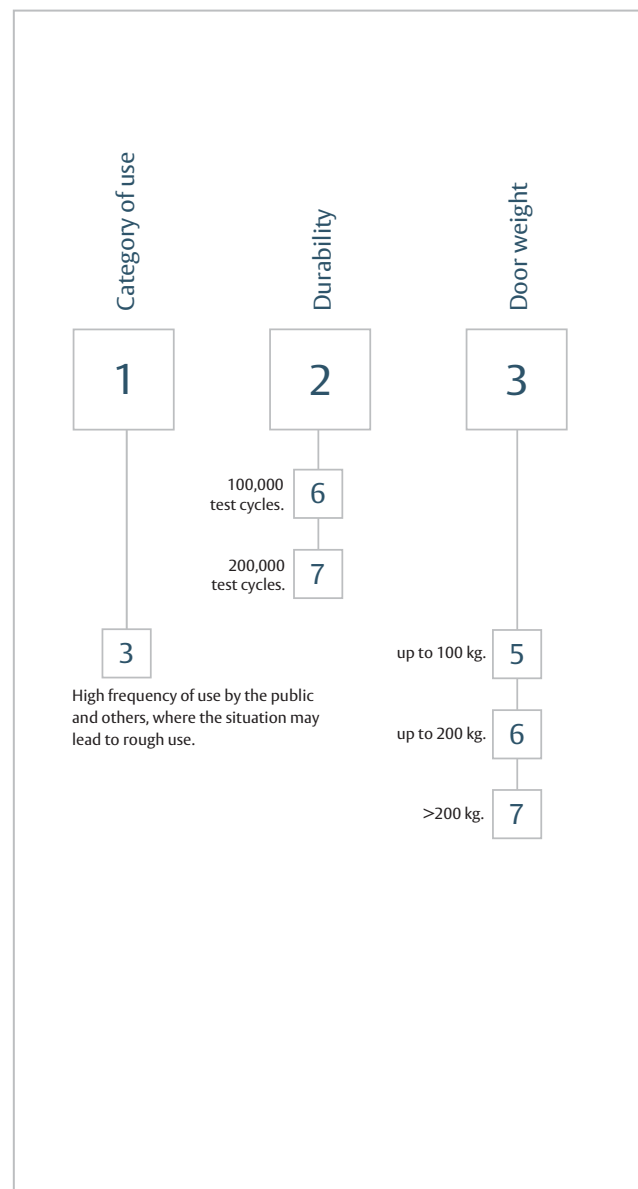 Category of use
Durability
Door weight
1
2
3
100,000
test cycles.
6
200,000
test cycles.
7
3
High frequency of use by the public
and others, where the situation may
lead to rough use.
up to 100 kg.
5
up to 200 kg.
6
>200 kg.
7